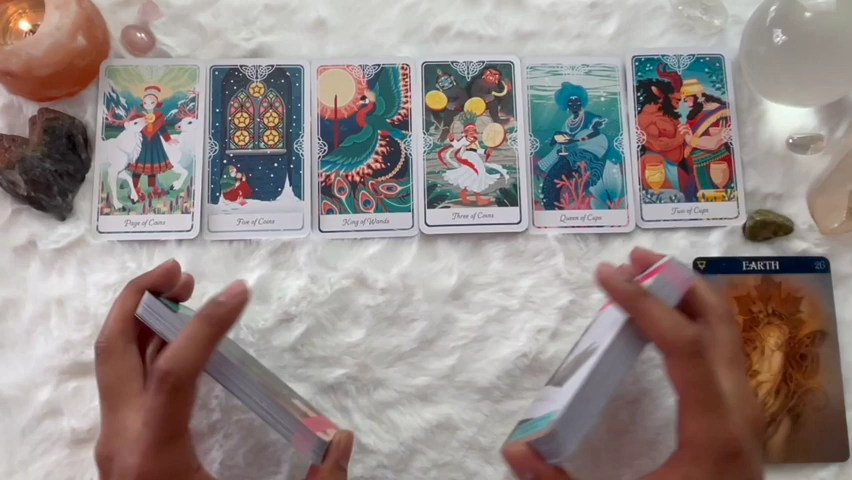 Page of Coins
Five of Coins
King of Wands
Three of Coins
Queen of Cups
Two of Cups
EARTH 26